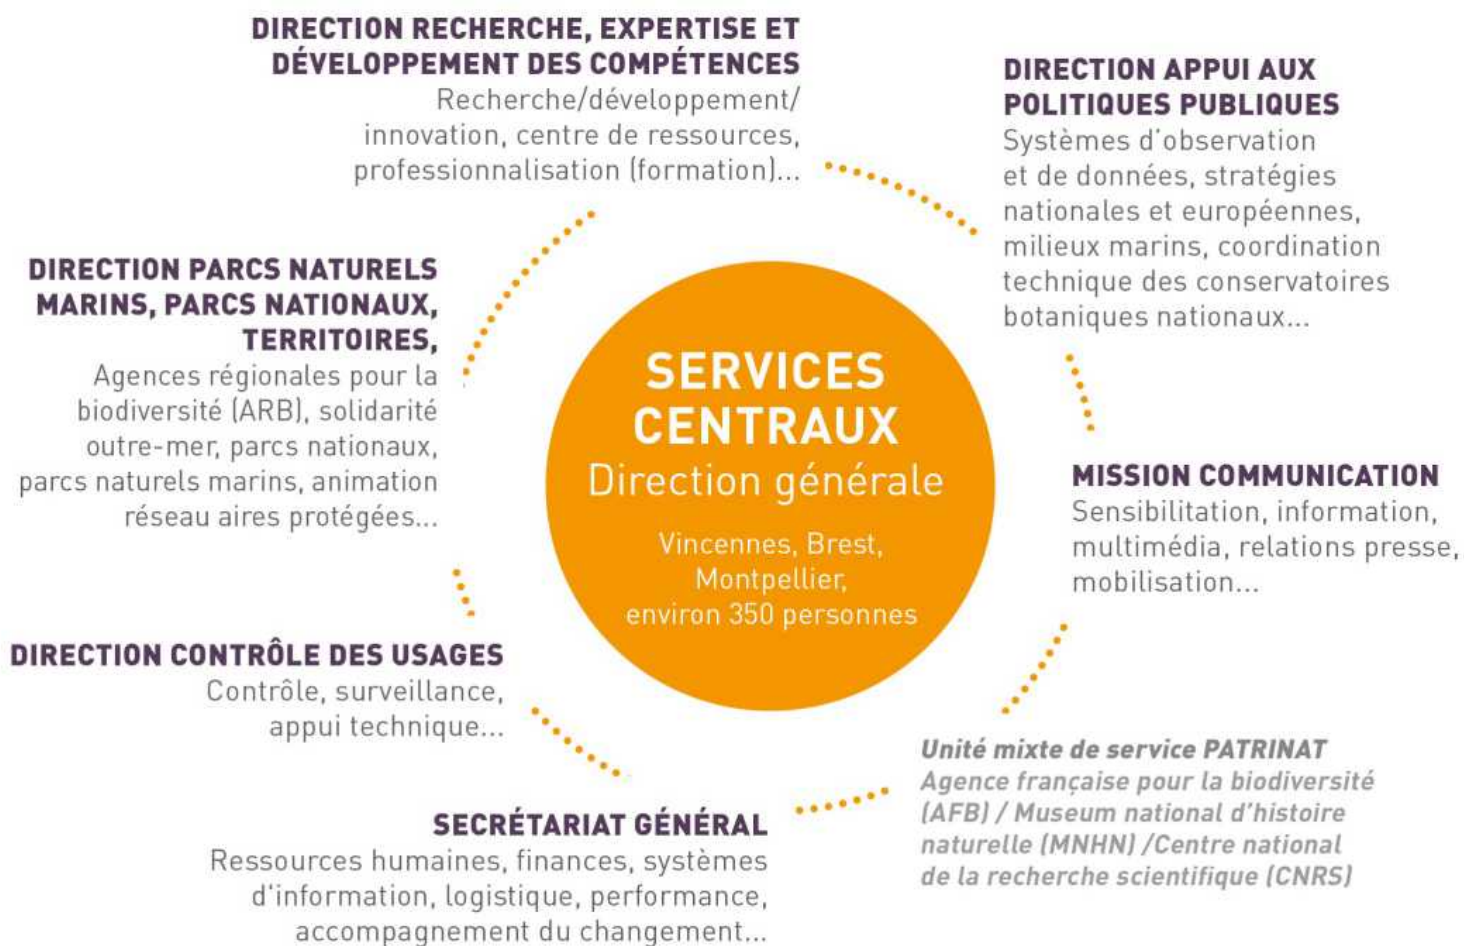 DIRECTION RECHERCHE, EXPERTISE ET
DÉVELOPPEMENT DES COMPÉTENCES
Recherche/développement/
innovation, centre de ressources,
professionnalisation (formation)...
DIRECTION APPUI AUX
POLITIQUES PUBLIQUES
Systèmes d'observation
et de données, stratégies
nationales et européennes,
milieux marins, coordination
technique des conservatoires
botaniques nationaux...
DIRECTION PARCS NATURELS
MARINS, PARCS NATIONAUX,
TERRITOIRES,
Agences régionales pour la
biodiversité (ARB), solidarité
outre-mer, parcs nationaux,
parcs naturels marins, animation
réseau aires protégées...
SERVICES
CENTRAUX
Direction générale
Vincennes, Brest,
Montpellier,
environ 350 personnes
MISSION COMMUNICATION
Sensibilitation, information,
multimédia, relations presse,
mobilisation...
DIRECTION CONTRÔLE DES USAGES
Contrôle, surveillance,
appui technique...
Unité mixte de service PATRINAT
Agence française pour la biodiversité
(AFB) / Museum national d'histoire
naturelle (MNHN) /Centre national
de la recherche scientifique (CNRS)
SECRÉTARIAT GÉNÉRAL
Ressources humaines, finances, systèmes
d'information, logistique, performance,
accompagnement du changement...